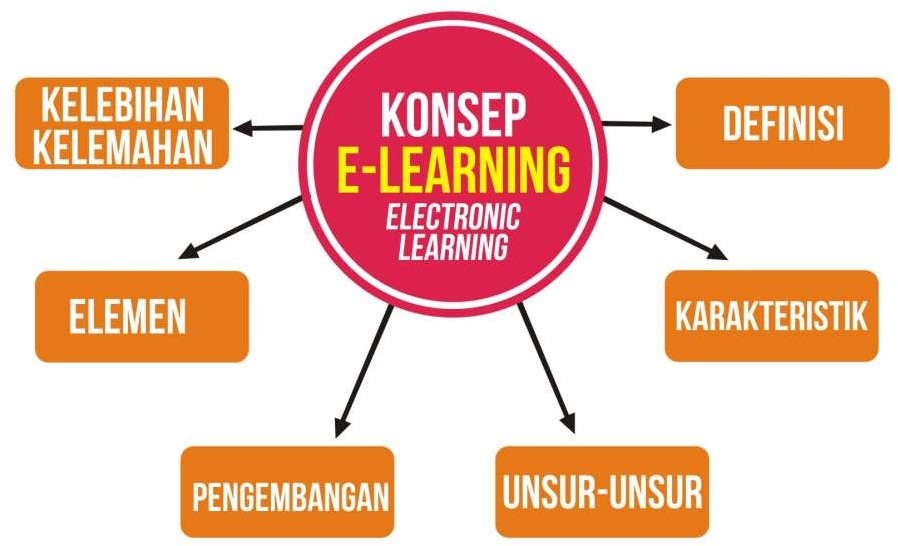 KONSEP
E-LEARNING
ELECTRONIC
LEARNING
KELEBIHAN
KELEMAHAN
DEFINISI
ELEMEN
KARAKTERISTIK
PENGEMBANGAN
UNSUR-UNSUR